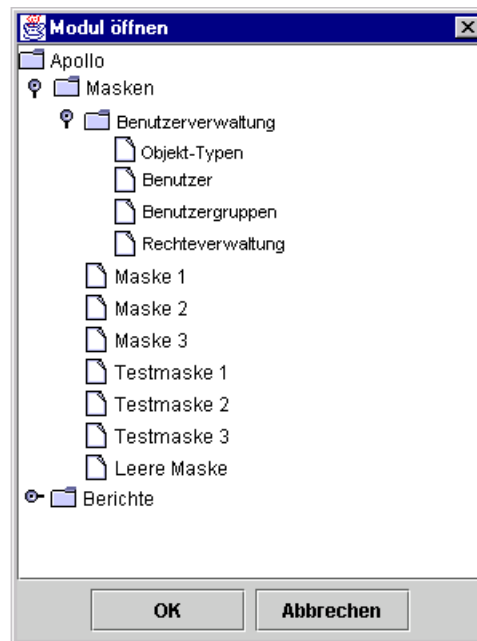 Modul öffnen
Apollo
Masken
Benutzerverwaltung
Objekt-Typen
Benutzer
Benutzergruppen
Rechteverwaltung
Maske 1
Maske 2
Maske 3
Testmaske 1
Testmaske 2
Testmaske 3
Leere Maske
Berichte
OK Abbrechen